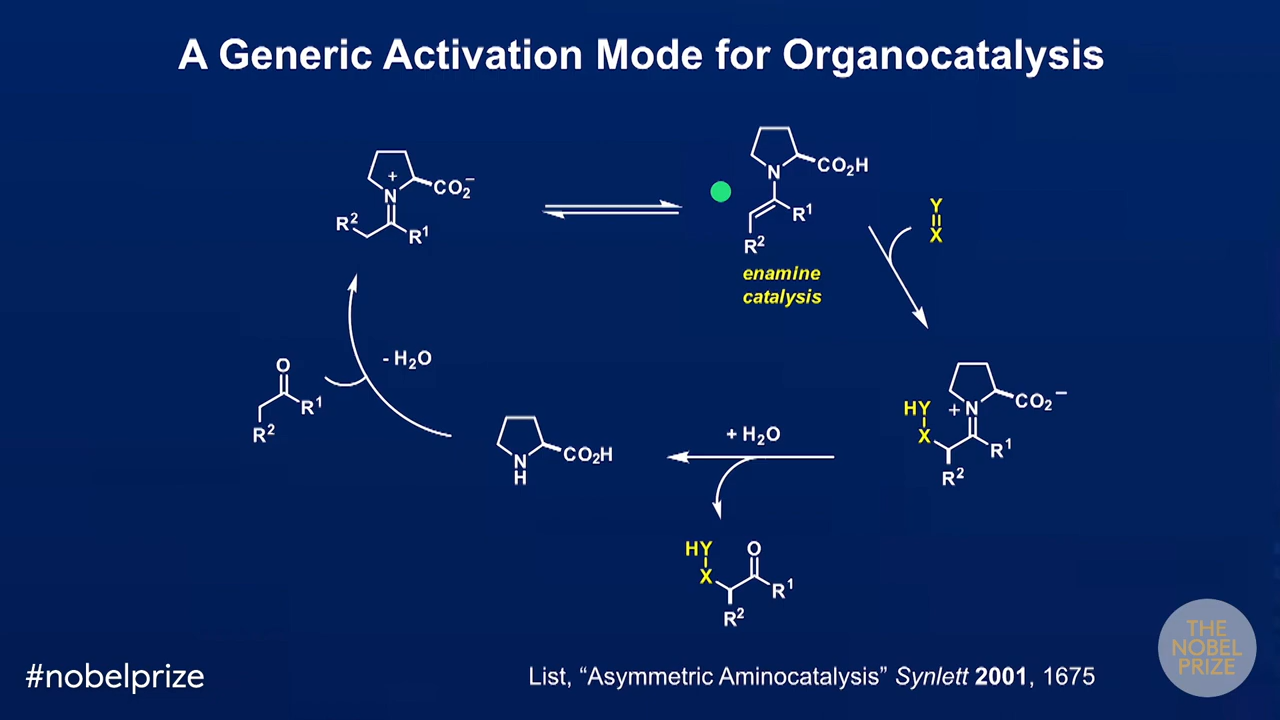 A Generic Activation Mode for Organocatalysis
+
N
CO₂⁻
R²
R¹
N
CO₂H
R¹
R²
enamine
catalysis
Y
X
- H₂O
O
R¹
R²
N
H
CO₂H
+ H₂O
HY
X
+N
CO₂⁻
R¹
R²
HY
X
O
R¹
R²
THE
NOBEL
PRIZE
#nobelprize
List, “Asymmetric Aminocatalysis” Synlett 2001, 1675